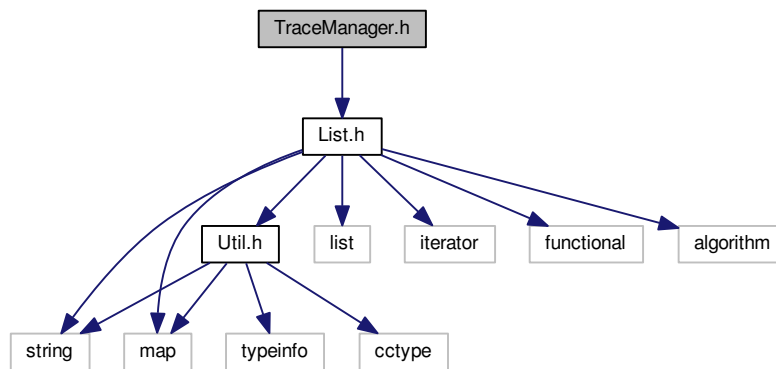 TraceManager.h
List.h
Util.h
list
iterator
functional
algorithm
string
map
typeinfo
cctype